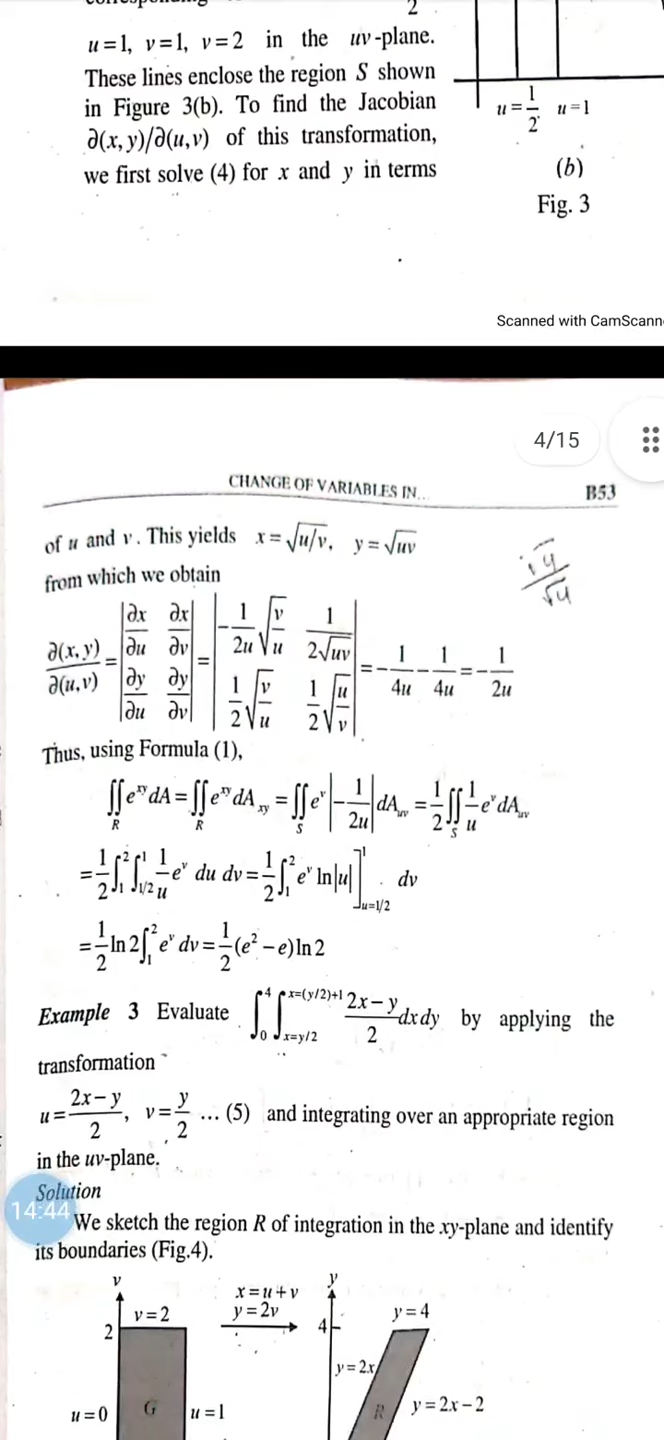 2
u=1, v=1, v=2 in the uv-plane.
These lines enclose the region S shown
in Figure 3(b). To find the Jacobian
∂(x,y)/∂(u,v) of this transformation,
we first solve (4) for x and y in terms
u=1/2 u=1
(b)
Fig. 3
Scanned with CamScann
4/15
CHANGE OF VARIABLES IN... B53
of u and v. This yields x=√(u/v), y=√(uv)
√u/√u
from which we obtain
∂(x,y)/∂(u,v) = |∂x/∂u ∂x/∂v; ∂y/∂u ∂y/∂v| = |-1/(2u) √(v/u) 1/(2√(uv)); 1/2 √(v/u) 1/2 √(u/v)| = -1/(4u) - 1/(4u) = -1/(2u)
Thus, using Formula (1),
∬_R e^{xy} dA = ∬_R e^{xy} dA_{xy} = ∬_S e^v |-1/(2u)| dA_{uv} = 1/2 ∬_S 1/u e^v dA_{uv}
= 1/2 ∫_1^2 ∫_{1/2}^1 1/u e^v du dv = 1/2 ∫_1^2 e^v ln|u| ]_{u=1/2}^1 . dv
= 1/2 ln 2 ∫_1^2 e^v dv = 1/2 (e^2 - e) ln 2
Example 3 Evaluate ∫_0^4 ∫_{x=y/2}^{x=(y/2)+1} (2x-y)/2 dxdy by applying the
transformation
u=(2x-y)/2, v=y/2 ... (5) and integrating over an appropriate region
in the uv-plane.
Solution
14:44
We sketch the region R of integration in the xy-plane and identify
its boundaries (Fig.4).
v
x=u+v
y
v=2
y=2v
y=4
2
4
y=2x
u=0
G
u=1
R
y=2x-2